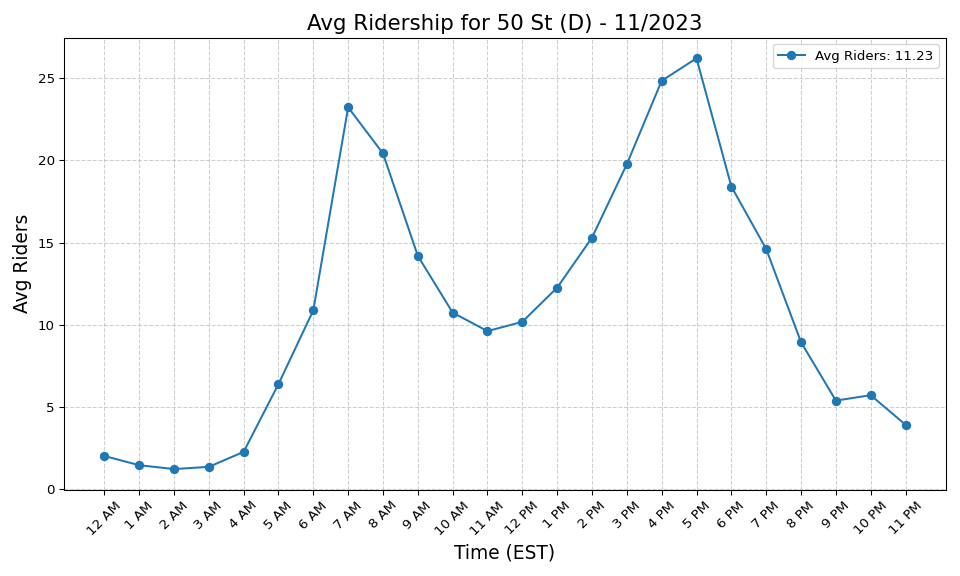 Avg Ridership for 50 St (D) - 11/2023
Avg Riders: 11.23
Avg Riders
25
20
15
10
5
0
12 AM
1 AM
2 AM
3 AM
4 AM
5 AM
6 AM
7 AM
8 AM
9 AM
10 AM
11 AM
12 PM
1 PM
2 PM
3 PM
4 PM
5 PM
6 PM
7 PM
8 PM
9 PM
10 PM
11 PM
Time (EST)